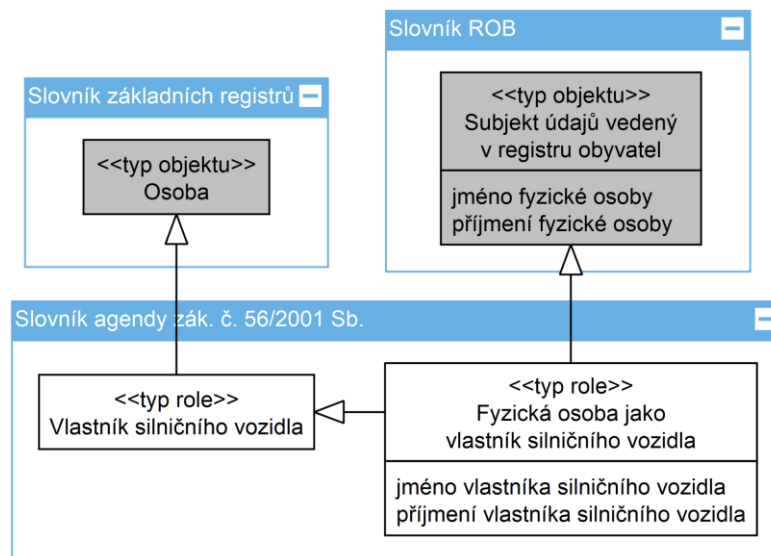 Slovník ROB
<<typ objektu>>
Subjekt údajů vedený
v registru obyvatel
jméno fyzické osoby
příjmení fyzické osoby
Slovník základních registrů
<<typ objektu>>
Osoba
Slovník agendy zák. č. 56/2001 Sb.
<<typ role>>
Vlastník silničního vozidla
<<typ role>>
Fyzická osoba jako
vlastník silničního vozidla
jméno vlastníka silničního vozidla
příjmení vlastníka silničního vozidla